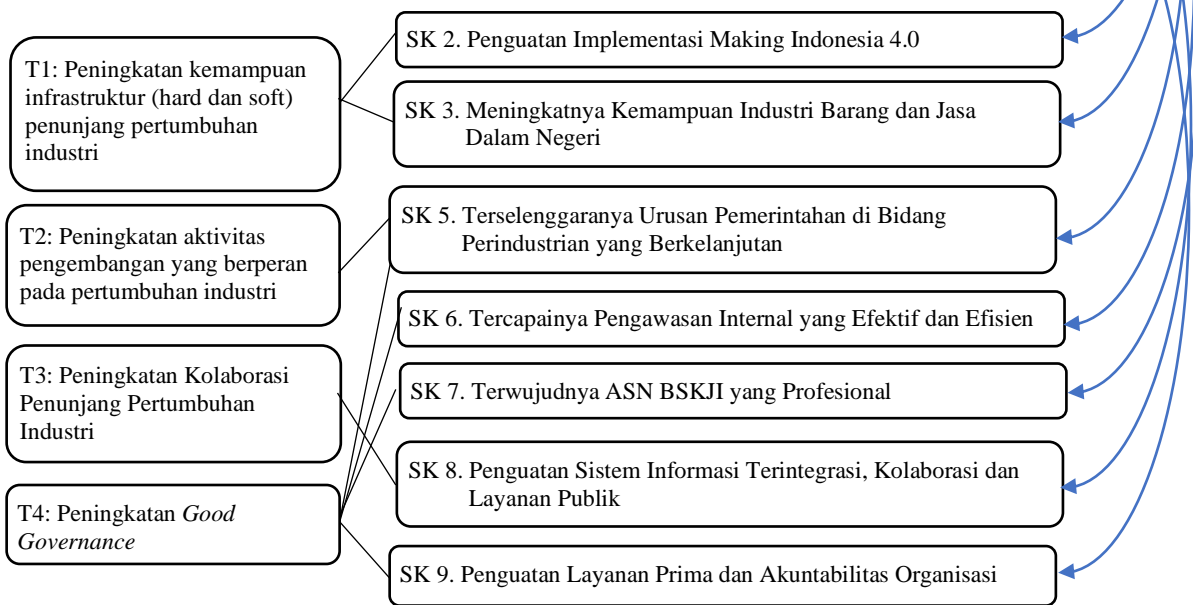 T1: Peningkatan kemampuan
infrastruktur (hard dan soft)
penunjang pertumbuhan
industri
T2: Peningkatan aktivitas
pengembangan yang berperan
pada pertumbuhan industri
T3: Peningkatan Kolaborasi
Penunjang Pertumbuhan
Industri
T4: Peningkatan Good
Governance
SK 2. Penguatan Implementasi Making Indonesia 4.0
SK 3. Meningkatnya Kemampuan Industri Barang dan Jasa
Dalam Negeri
SK 5. Terselenggaranya Urusan Pemerintahan di Bidang
Perindustrian yang Berkelanjutan
SK 6. Tercapainya Pengawasan Internal yang Efektif dan Efisien
SK 7. Terwujudnya ASN BSKJI yang Profesional
SK 8. Penguatan Sistem Informasi Terintegrasi, Kolaborasi dan
Layanan Publik
SK 9. Penguatan Layanan Prima dan Akuntabilitas Organisasi